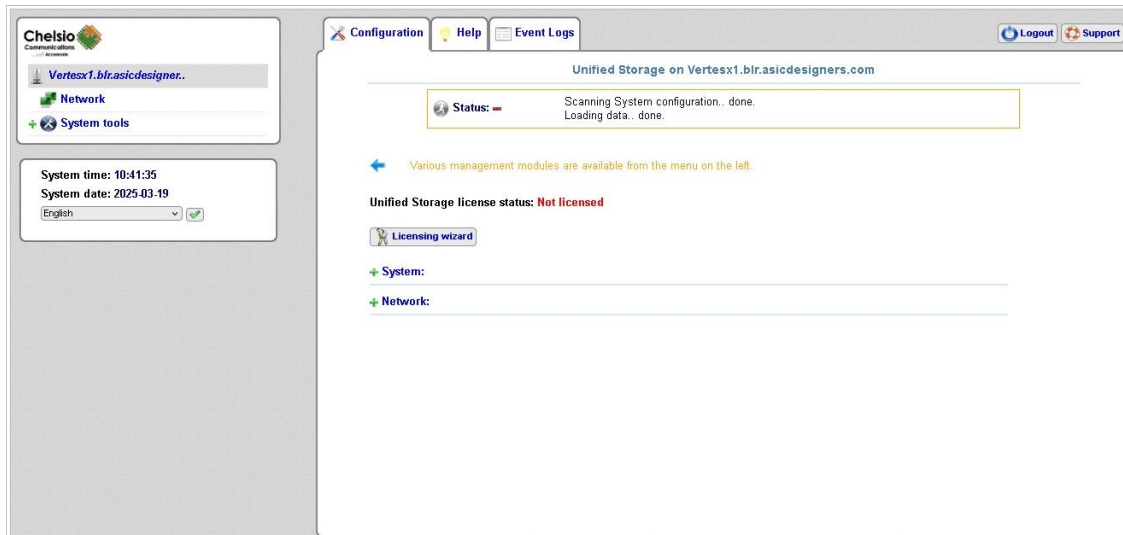 Chelsio
Communications
Accelerate
Vertesx1.blr.asicdesigner..
Network
System tools
System time: 10:41:35
System date: 2025-03-19
English
Configuration
Help
Event Logs
Logout
Support
Unified Storage on Vertesx1.blr.asicdesigners.com
Status:
Scanning System configuration.. done.
Loading data.. done.
Various management modules are available from the menu on the left.
Unified Storage license status: Not licensed
Licensing wizard
System:
Network: